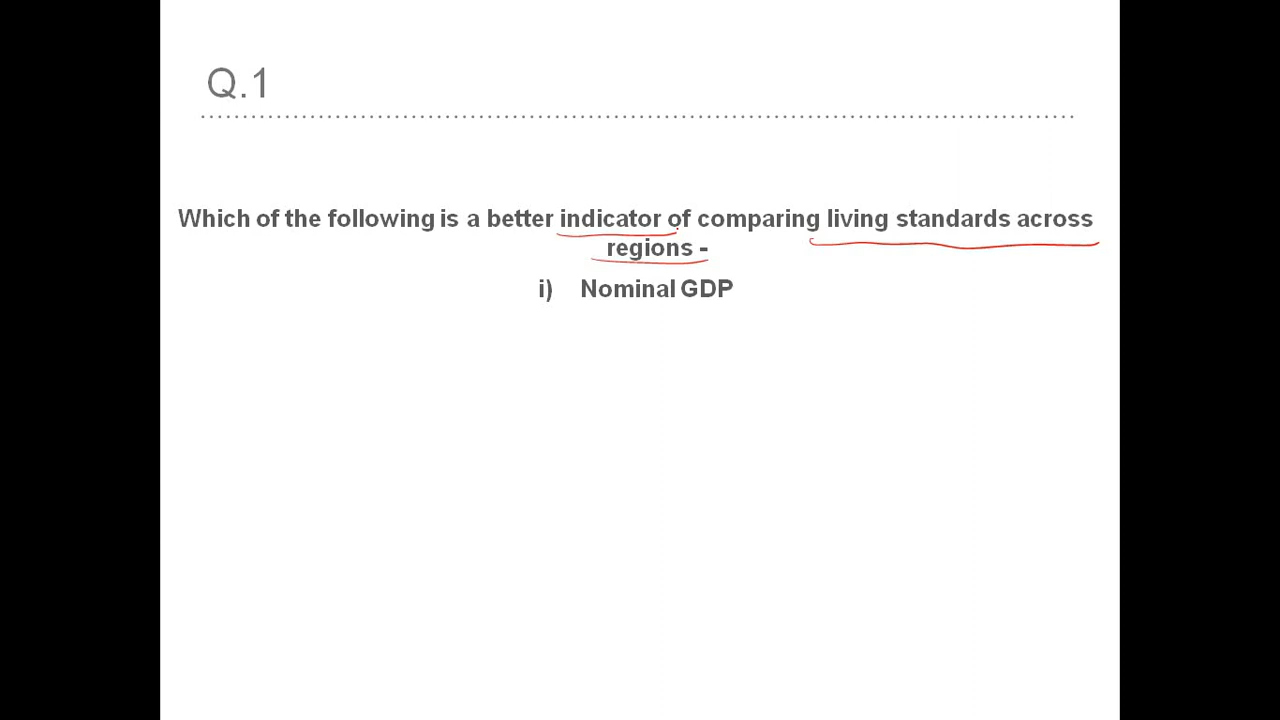 Q.1
Which of the following is a better indicator of comparing living standards across
regions -
i) Nominal GDP